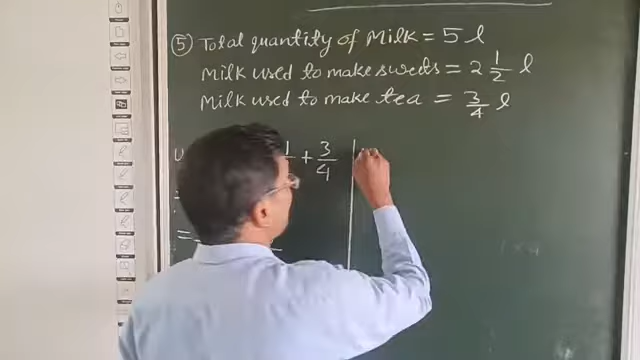 5 Total quantity of Milk = 5 l
Milk used to make sweets = 2 1/2 l
Milk used to make tea = 3/4 l
1 + 3/4
=